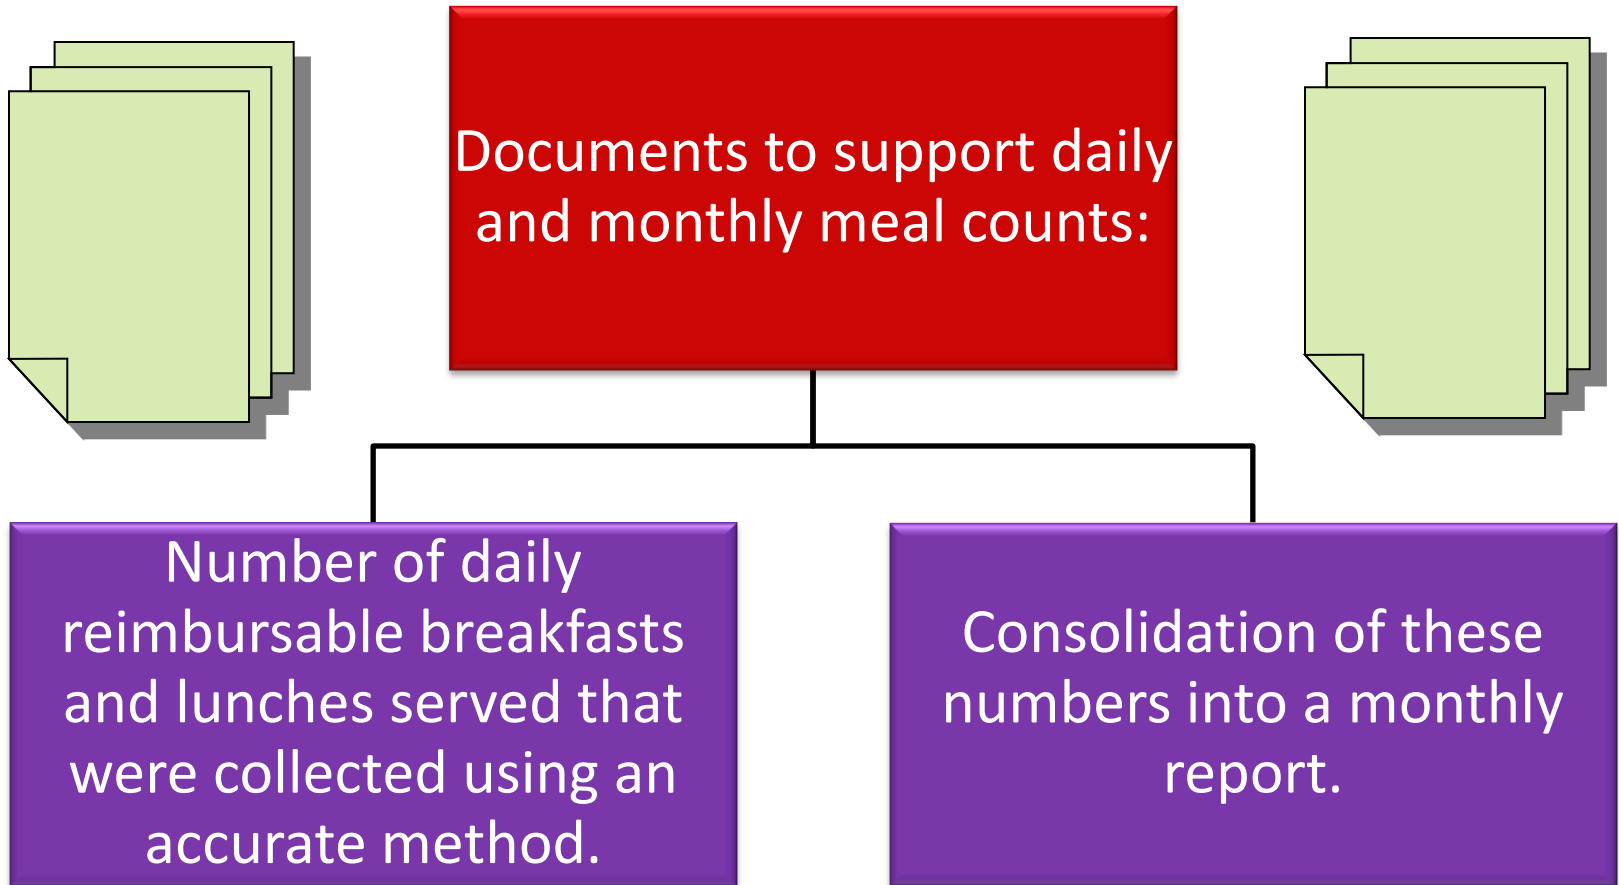 Documents to support daily
and monthly meal counts:
Number of daily
reimbursable breakfasts
and lunches served that
were collected using an
accurate method.
Consolidation of these
numbers into a monthly
report.